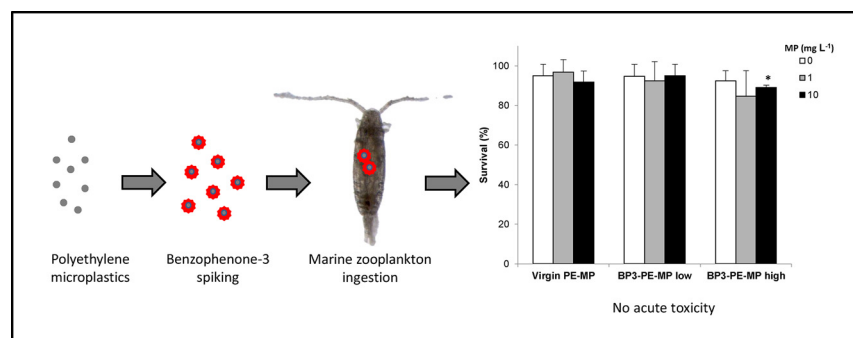 Polyethylene
microplastics
Benzophenone-3
spiking
Marine zooplankton
ingestion
MP (mg L⁻¹)
0
1
10
Survival (%)
100
80
60
40
20
0
*
Virgin PE-MP
BP3-PE-MP low
BP3-PE-MP high
No acute toxicity